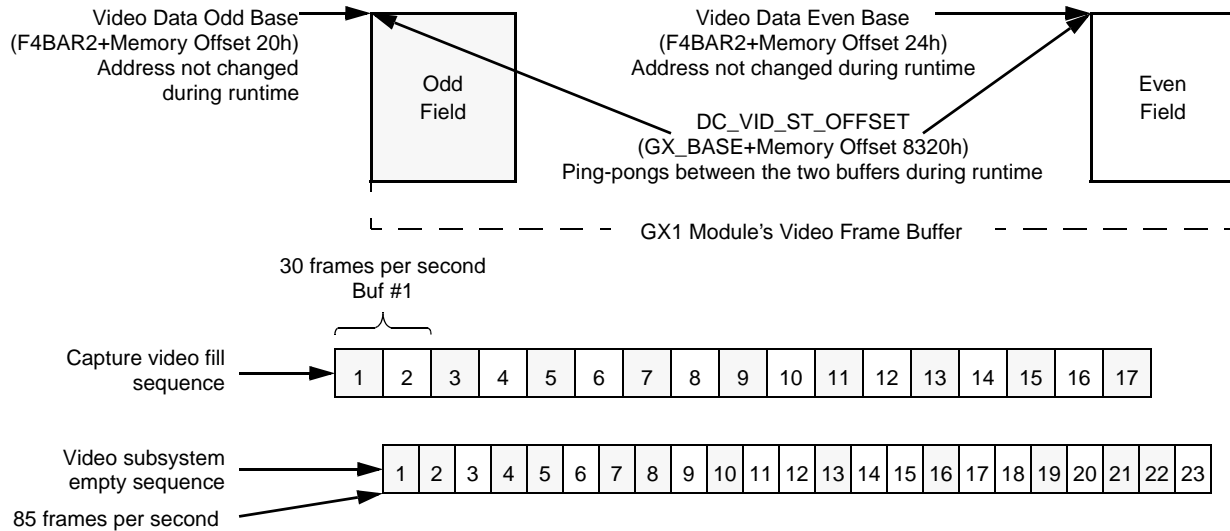 Video Data Odd Base
(F4BAR2+Memory Offset 20h)
Address not changed
during runtime
Odd
Field
Video Data Even Base
(F4BAR2+Memory Offset 24h)
Address not changed during runtime
Even
Field
DC_VID_ST_OFFSET
(GX_BASE+Memory Offset 8320h)
Ping-pongs between the two buffers during runtime
GX1 Module's Video Frame Buffer
30 frames per second
Buf #1
Capture video fill
sequence
1 2 3 4 5 6 7 8 9 10 11 12 13 14 15 16 17
Video subsystem
empty sequence
1 2 3 4 5 6 7 8 9 10 11 12 13 14 15 16 17 18 19 20 21 22 23
85 frames per second